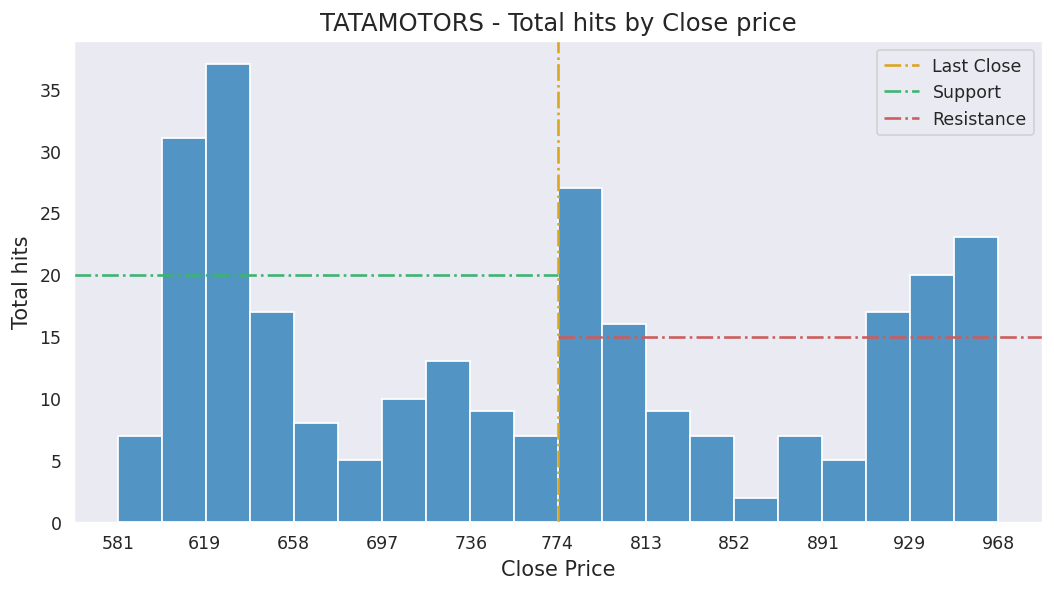 TATAMOTORS - Total hits by Close price
Last Close
Support
Resistance
Total hits
35
30
25
20
15
10
5
0
581 619 658 697 736 774 813 852 891 929 968
Close Price